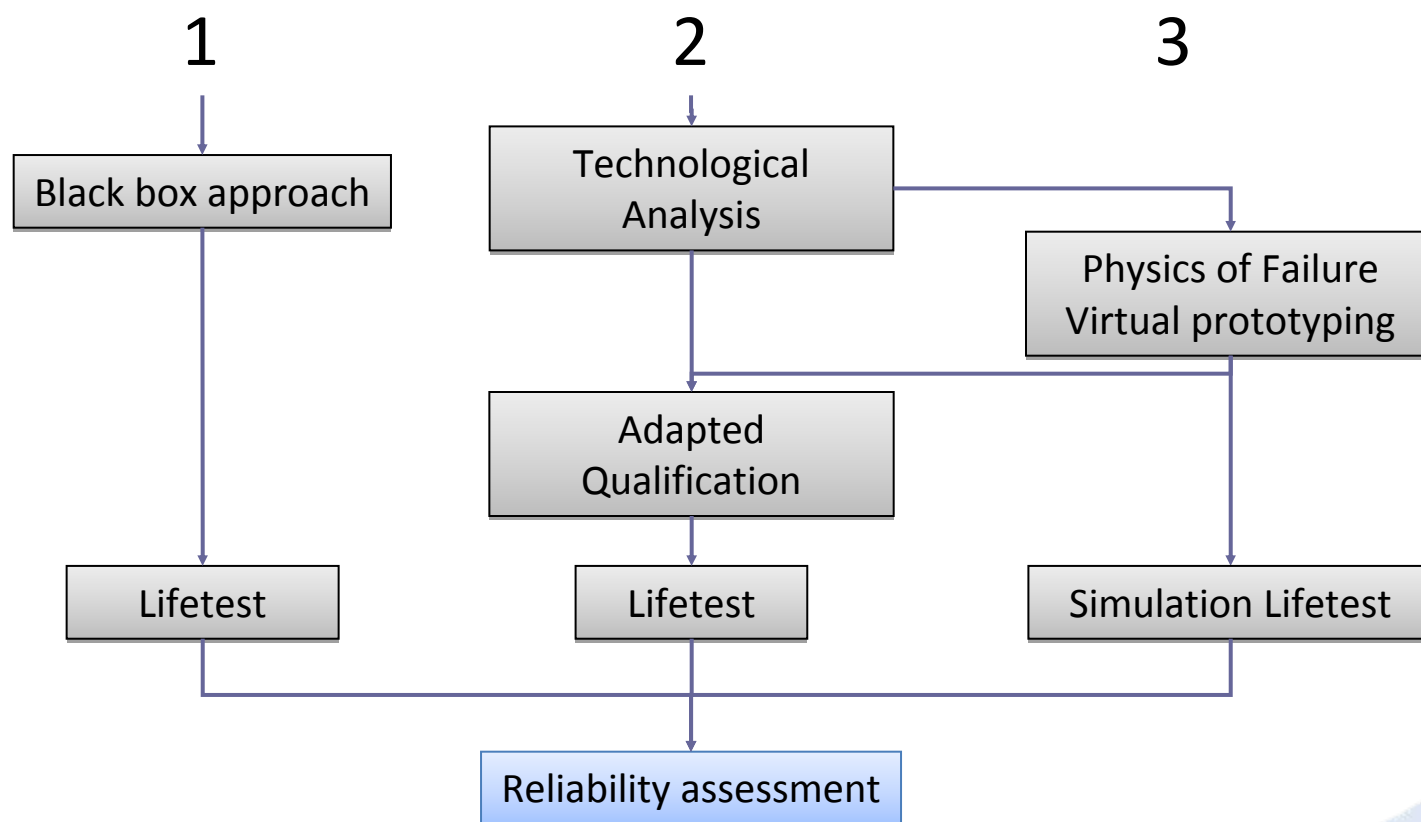 1
2
3
Black box approach
Technological
Analysis
Physics of Failure
Virtual prototyping
Adapted
Qualification
Lifetest
Lifetest
Simulation Lifetest
Reliability assessment